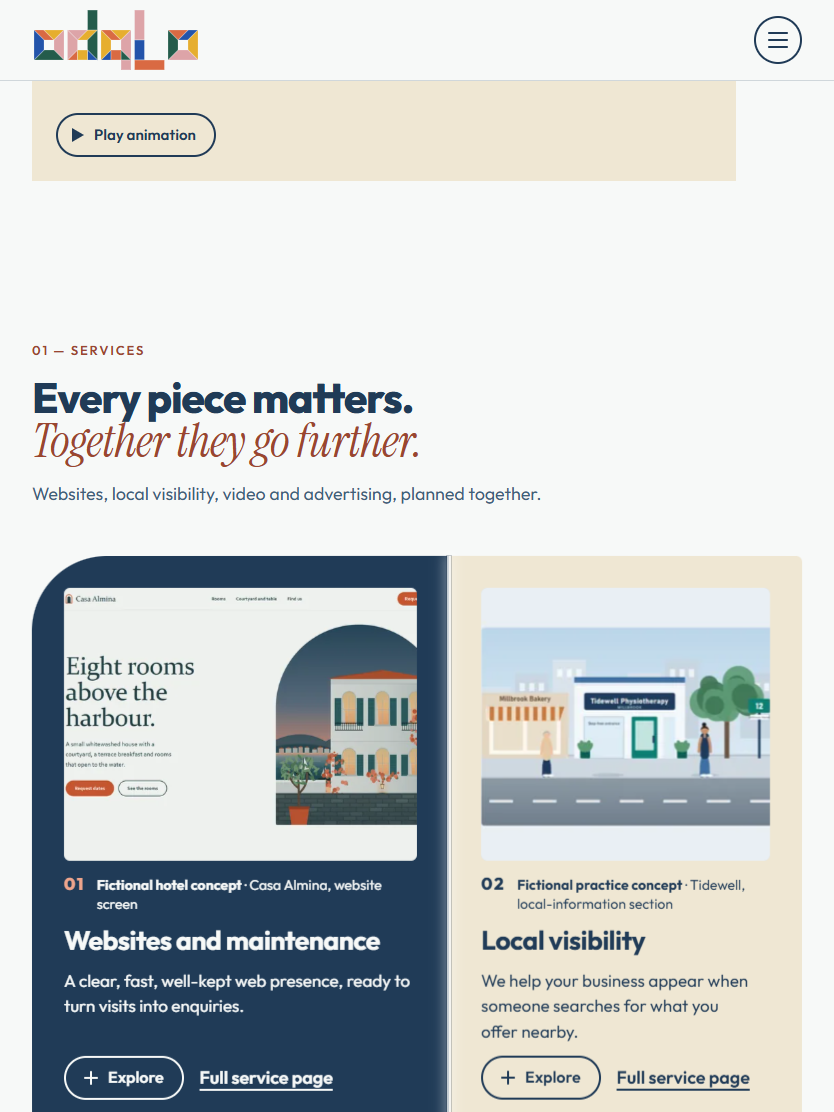 odaLo
Play animation
01 — SERVICES
Every piece matters.
Together they go further.
Websites, local visibility, video and advertising, planned together.
Casa Almina
Rooms
Courtyard and table
Find us
Eight rooms
above the
harbour.
A small whitewashed house with a
courtyard, a terrace breakfast and rooms
that open to the water.
Request dates
See the rooms
01 Fictional hotel concept · Casa Almina, website
screen
Websites and maintenance
A clear, fast, well-kept web presence, ready to
turn visits into enquiries.
+ Explore
Full service page
Millbrook Bakery
Tidewell Physiotherapy
12
02 Fictional practice concept · Tidewell,
local-information section
Local visibility
We help your business appear when
someone searches for what you
offer nearby.
+ Explore
Full service page